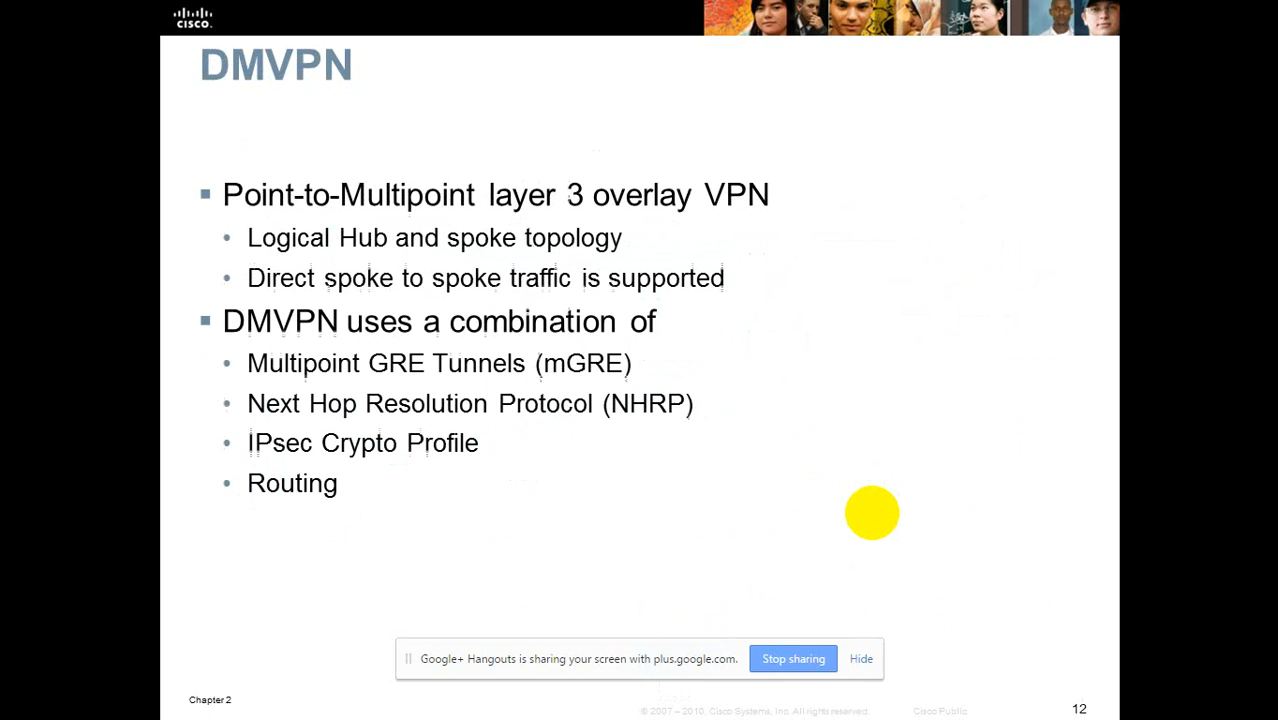 CISCO.
DMVPN
Point-to-Multipoint layer 3 overlay VPN
Logical Hub and spoke topology
Direct spoke to spoke traffic is supported
DMVPN uses a combination of
Multipoint GRE Tunnels (mGRE)
Next Hop Resolution Protocol (NHRP)
IPsec Crypto Profile
Routing
Google+ Hangouts is sharing your screen with plus.google.com. Stop sharing Hide
Chapter 2
© 2007 – 2010, Cisco Systems, Inc. All rights reserved. Cisco Public 12